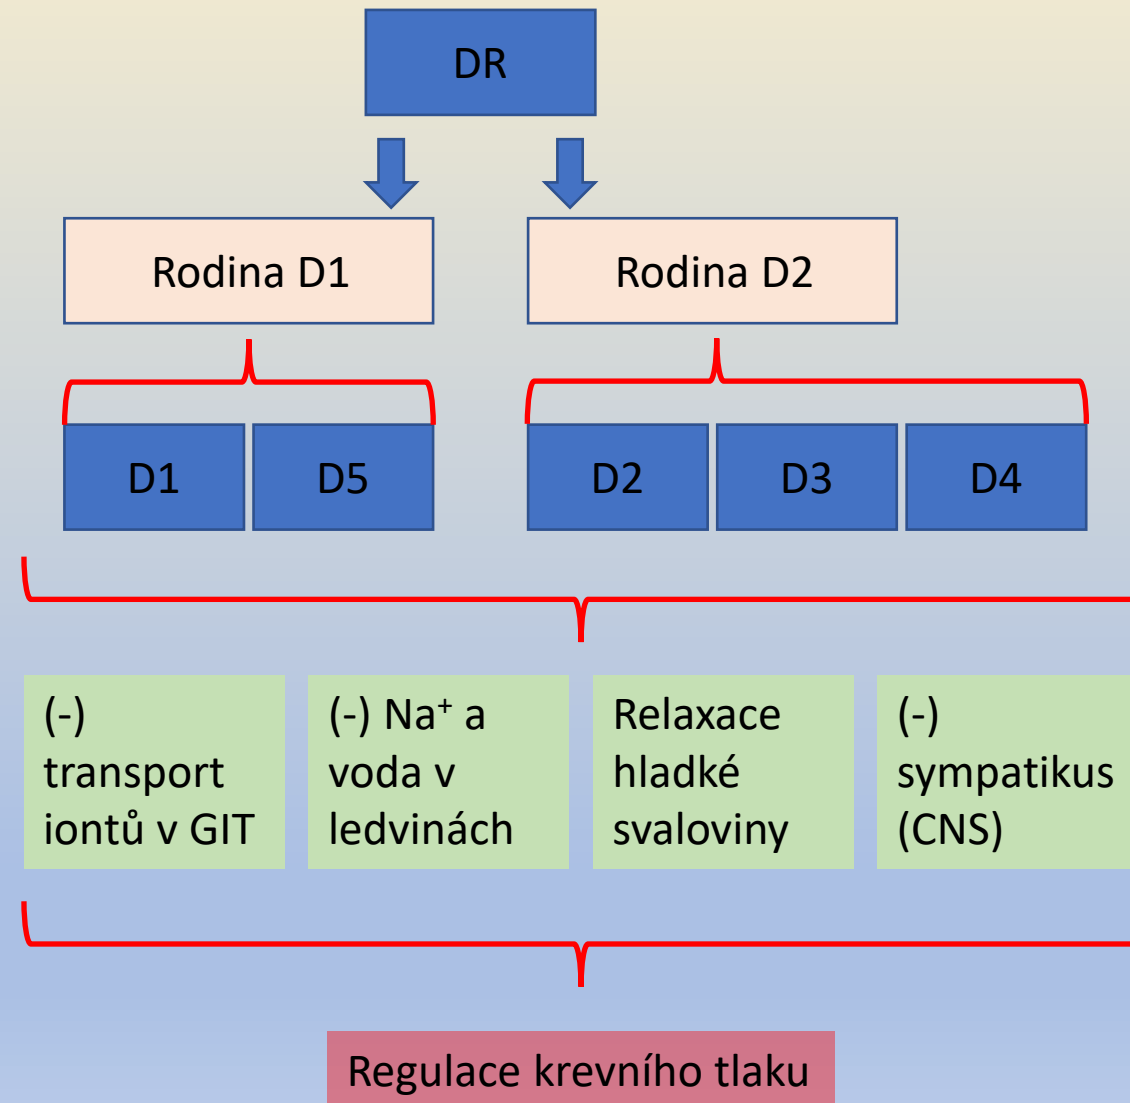 DR
Rodina D1
Rodina D2
D1
D5
D2
D3
D4
(-)
transport
iontů v GIT
(-) Na⁺ a
voda v
ledvinách
Relaxace
hladké
svaloviny
(-)
sympatikus
(CNS)
Regulace krevního tlaku